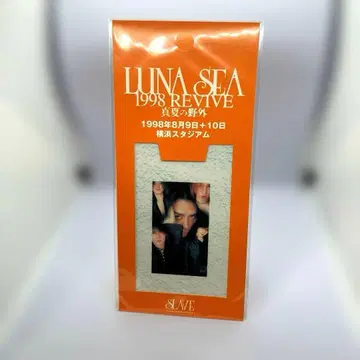 LUNA SEA
1998 REVIVE
真夏の野外
1998年8月9日+10日
横浜スタジアム
SLAVE